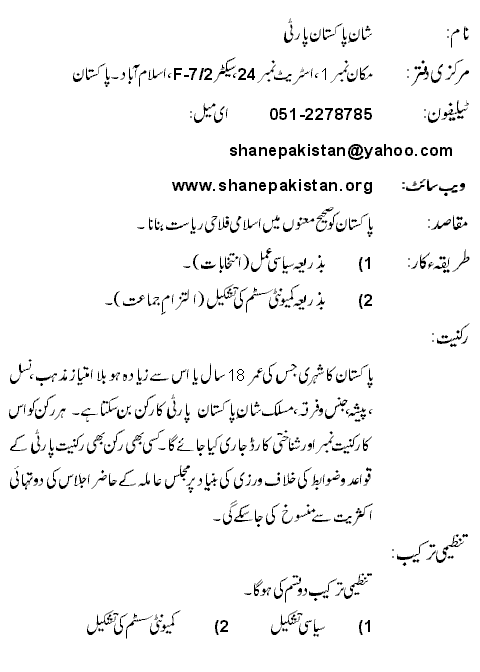 نام: شان پاکستان پارٹی
مرکزی دفتر: مکان نمبر 1، اسٹریٹ نمبر 24، سیکٹر F-7/2، اسلام آباد۔ پاکستان
ٹیلیفون: 051-2278785 ای میل:
shanepakistan@yahoo.com
ویب سائٹ: www.shanepakistan.org
مقاصد: پاکستان کو صحیح معنوں میں اسلامی فلاحی ریاست بنانا۔
طریقہء کار: (1 بذریعہ سیاسی عمل (انتخابات)۔
(2 بذریعہ کمیونٹی سسٹم کی تشکیل (التزامِ جماعت)۔
رکنیت:
پاکستان کا شہری جس کی عمر 18 سال یا اس سے زیادہ ہو بلا امتیاز مذہب، نسل
، پیشہ، جنس و فرقہ، مسلک شان پاکستان پارٹی کا رکن بن سکتا ہے۔ ہر رکن کو اس
کا رکنیت نمبر اور شناختی کارڈ جاری کیا جائے گا۔ کسی بھی رکن بھی رکنیت پارٹی کے
قواعد و ضوابط کی خلاف ورزی کی بنیاد پر مجلس عاملہ کے حاضر اجلاس کی دو تہائی
اکثریت سے منسوخ کی جا سکے گی۔
تنظیمی ترکیب:
تنظیمی ترکیب دو قسم کی ہوگا۔
(1 سیاسی تشکیل (2 کمیونٹی سسٹم کی تشکیل